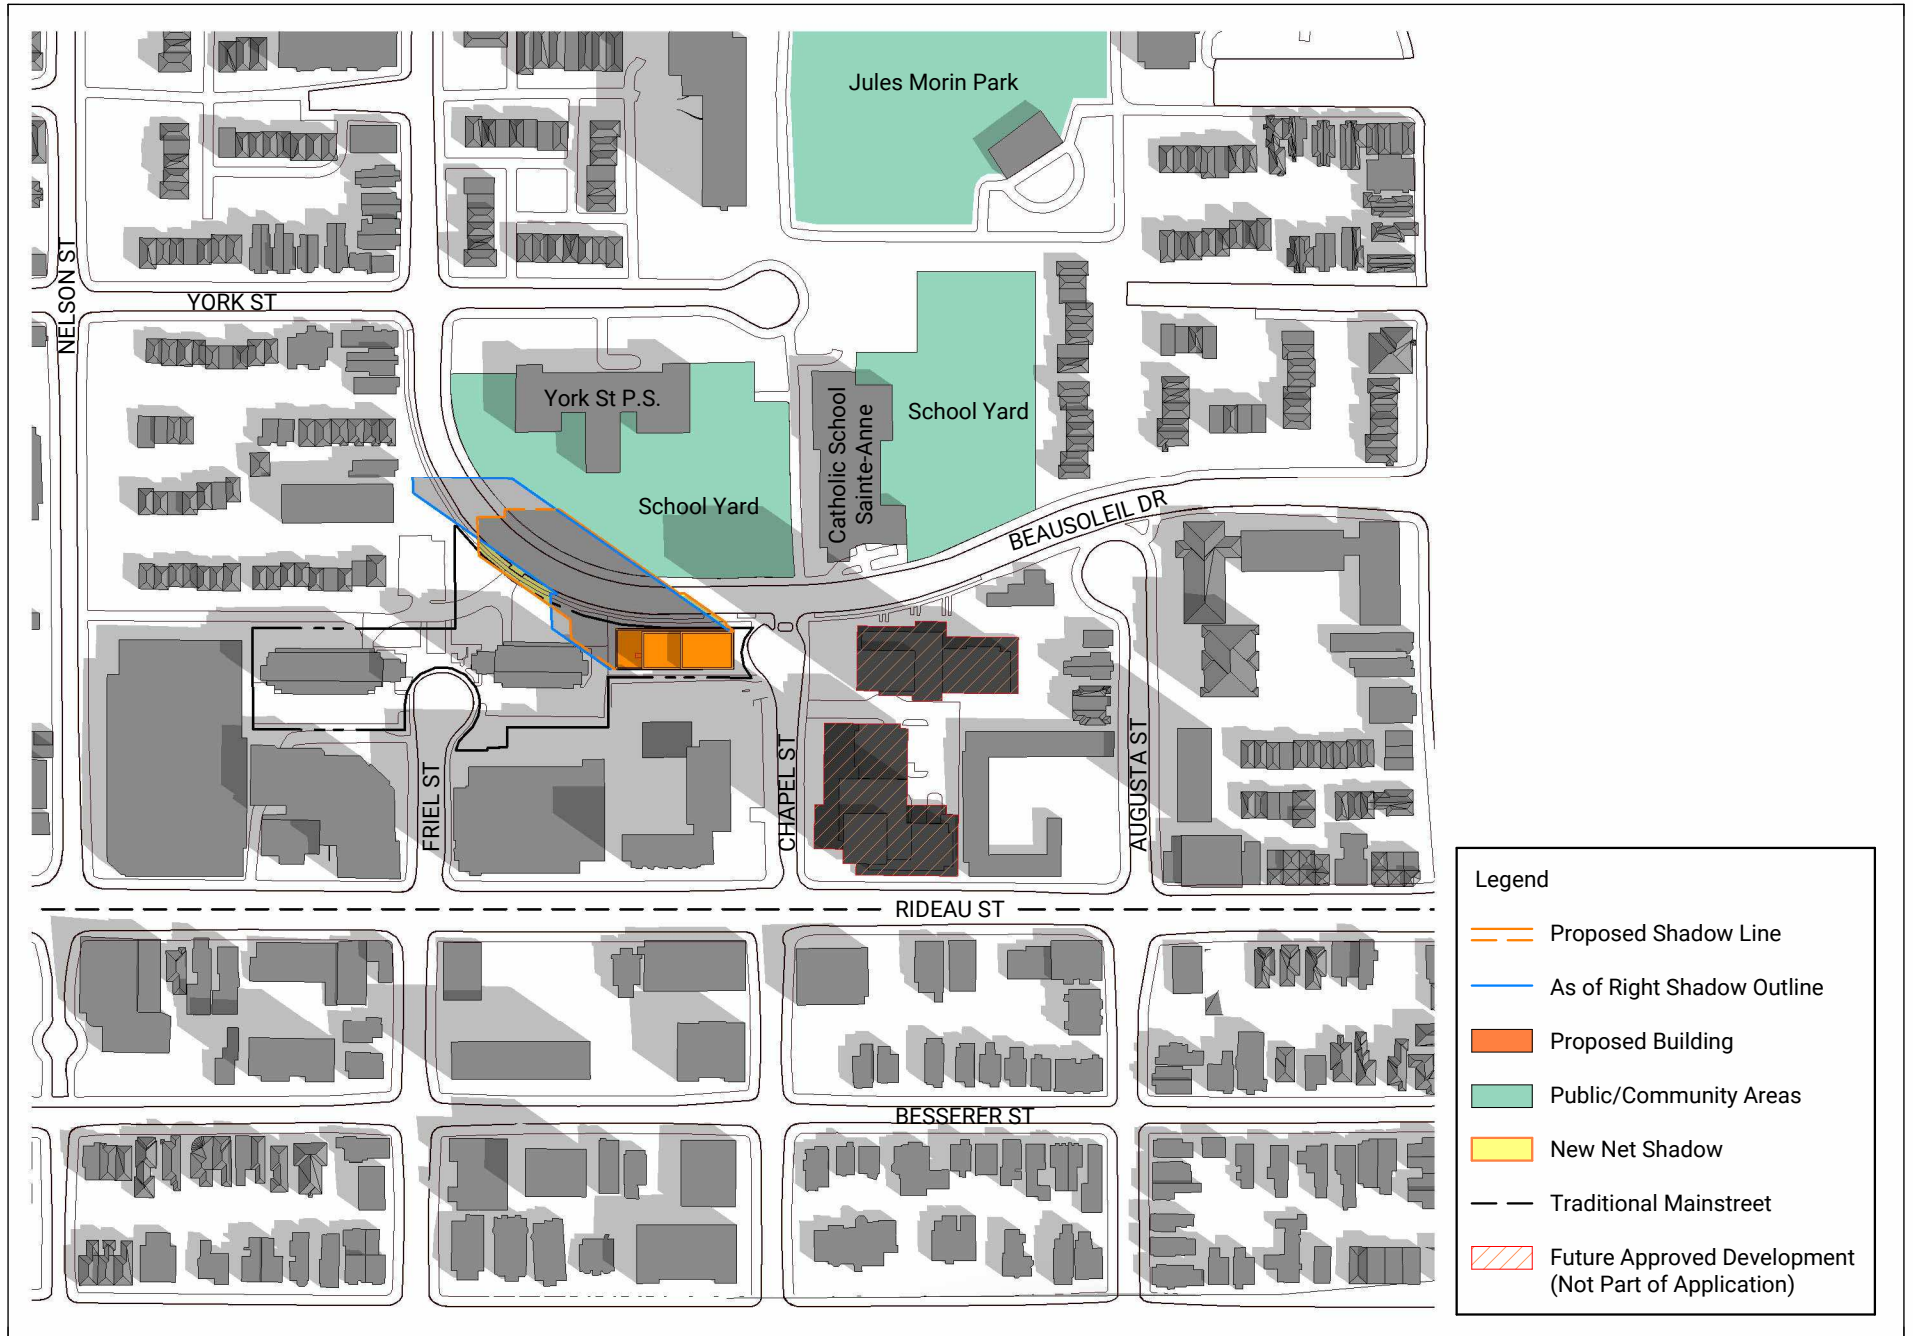 Jules Morin Park
NELSON ST
YORK ST
York St P.S.
Catholic School
Sainte-Anne
School Yard
School Yard
BEAUSOLEIL DR
FRIEL ST
CHAPEL ST
AUGUSTA ST
RIDEAU ST
BESSERER ST
Legend
Proposed Shadow Line
As of Right Shadow Outline
Proposed Building
Public/Community Areas
New Net Shadow
Traditional Mainstreet
Future Approved Development
(Not Part of Application)